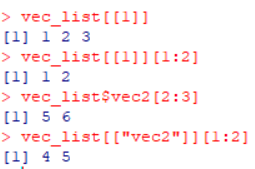 > vec_list[[1]]
[1] 1 2 3
> vec_list[[1]][1:2]
[1] 1 2
> vec_list$vec2[2:3]
[1] 5 6
> vec_list[["vec2"]][1:2]
[1] 4 5